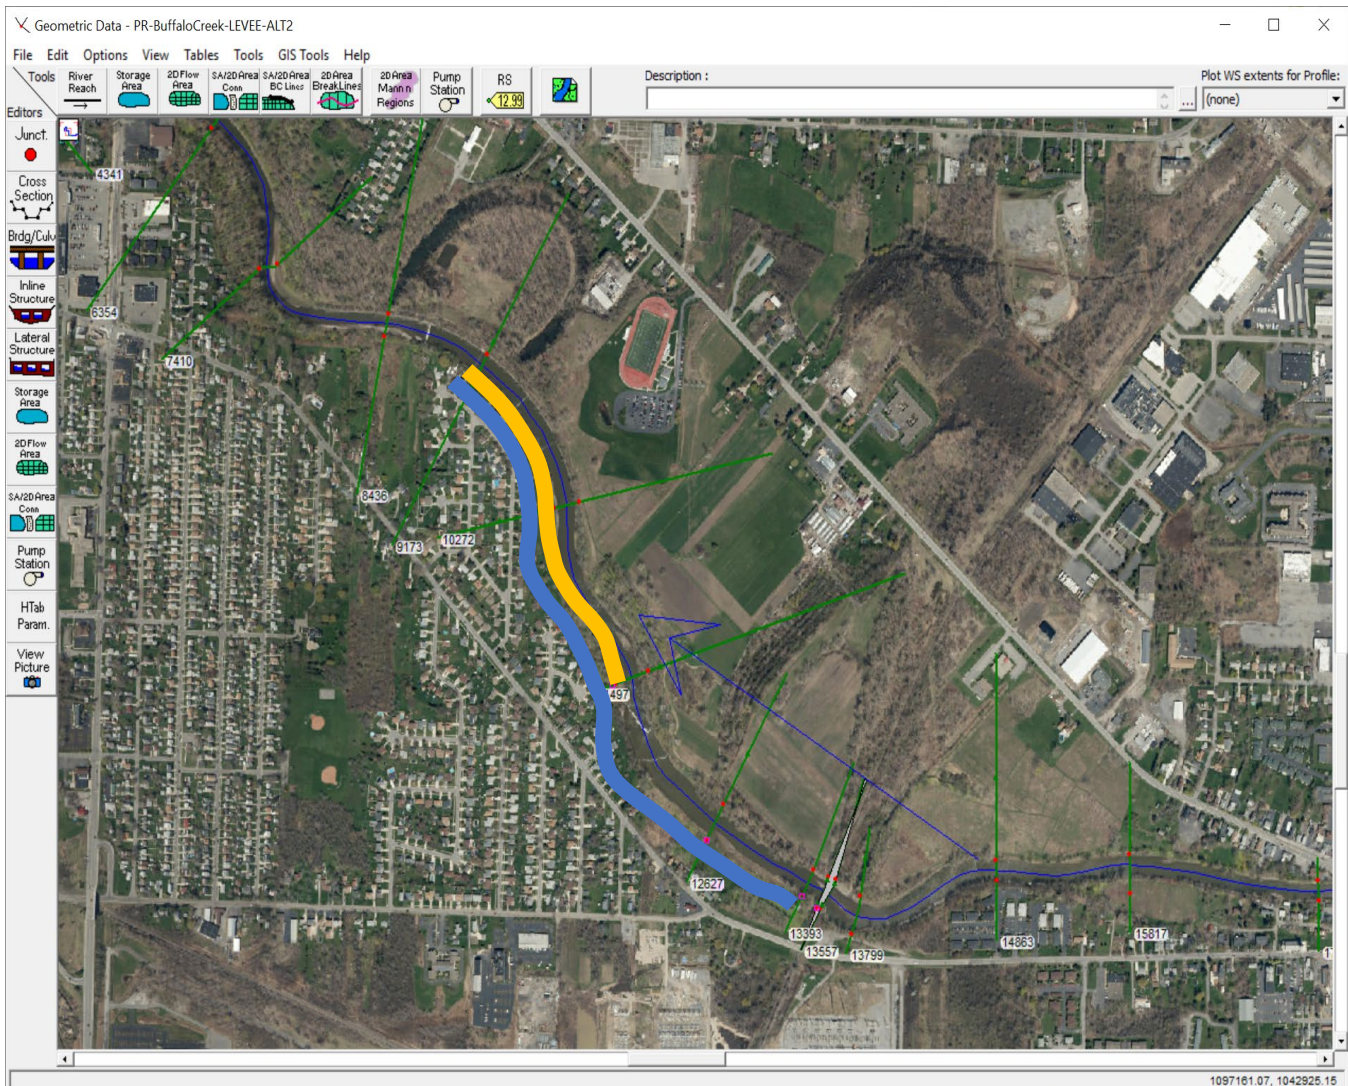 Geometric Data - PR-BuffaloCreek-LEVEE-ALT2
File Edit Options View Tables Tools GIS Tools Help
Tools
Editors
River
Reach
Storage
Area
2D Flow
Area
SA/2D Area
Conn
SA/2D Area
BC Lines
2D Area
BreakLines
2D Area
Mann n
Regions
Pump
Station
RS
12.99
Description :
...
Plot WS extents for Profile:
(none)
Junct.
Cross
Section
Brdg/Culv
Inline
Structure
Lateral
Structure
Storage
Area
2D Flow
Area
SA/2D Area
Conn
Pump
Station
HTab
Param.
View
Picture
4341
6354
7410
8436
9173
10272
497
12627
13393
13557
13799
14863
15817
1097161.07, 1042925.15